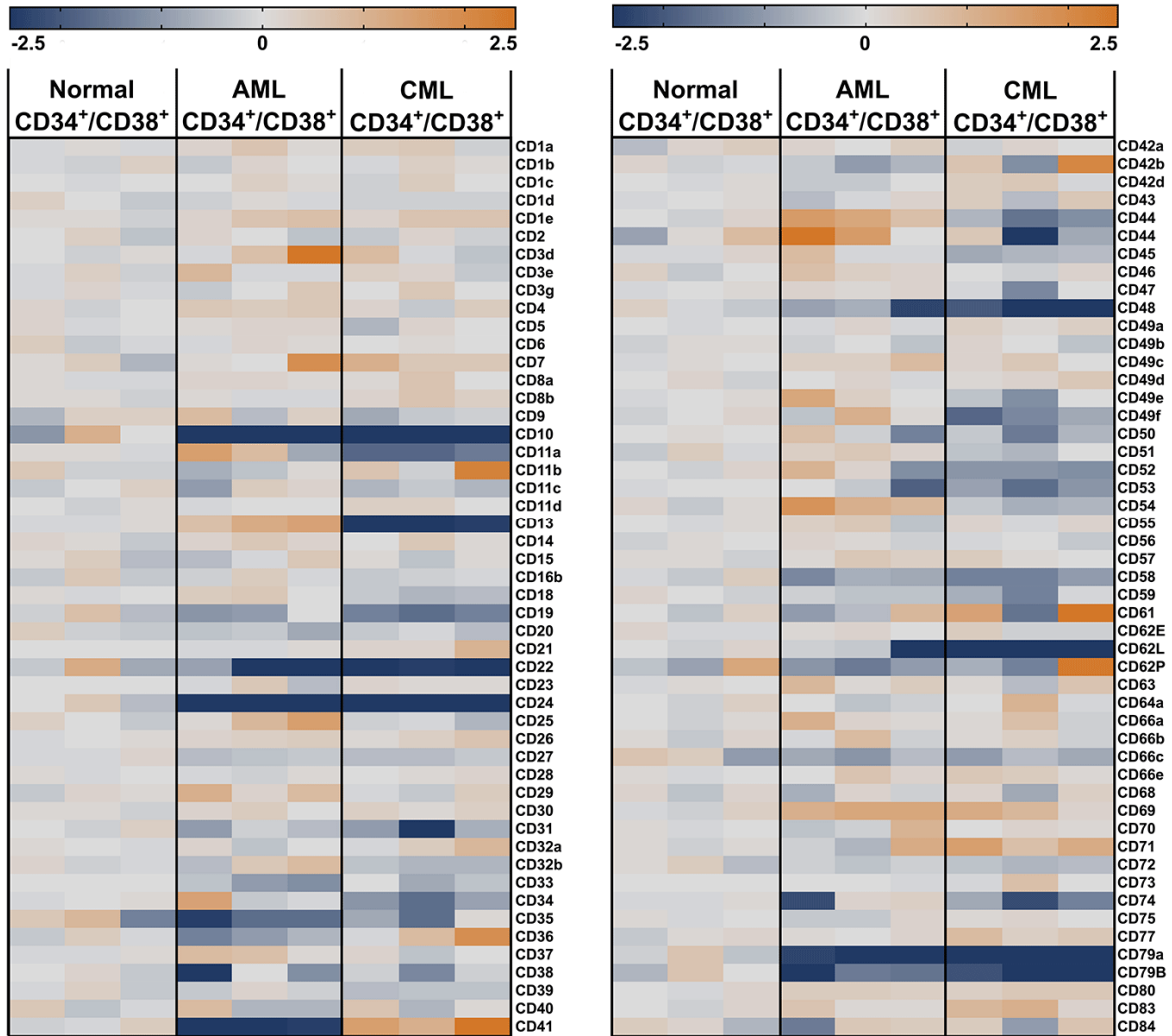 -2.5 0 2.5
Normal AML CML
CD34+/CD38+ CD34+/CD38+ CD34+/CD38+
CD1a
CD1b
CD1c
CD1d
CD1e
CD2
CD3d
CD3e
CD3g
CD4
CD5
CD6
CD7
CD8a
CD8b
CD9
CD10
CD11a
CD11b
CD11c
CD11d
CD13
CD14
CD15
CD16b
CD18
CD19
CD20
CD21
CD22
CD23
CD24
CD25
CD26
CD27
CD28
CD29
CD30
CD31
CD32a
CD32b
CD33
CD34
CD35
CD36
CD37
CD38
CD39
CD40
CD41
-2.5 0 2.5
Normal AML CML
CD34+/CD38+ CD34+/CD38+ CD34+/CD38+
CD42a
CD42b
CD42d
CD43
CD44
CD44
CD45
CD46
CD47
CD48
CD49a
CD49b
CD49c
CD49d
CD49e
CD49f
CD50
CD51
CD52
CD53
CD54
CD55
CD56
CD57
CD58
CD59
CD61
CD62E
CD62L
CD62P
CD63
CD64a
CD66a
CD66b
CD66c
CD66e
CD68
CD69
CD70
CD71
CD72
CD73
CD74
CD75
CD77
CD79a
CD79B
CD80
CD83
CD84